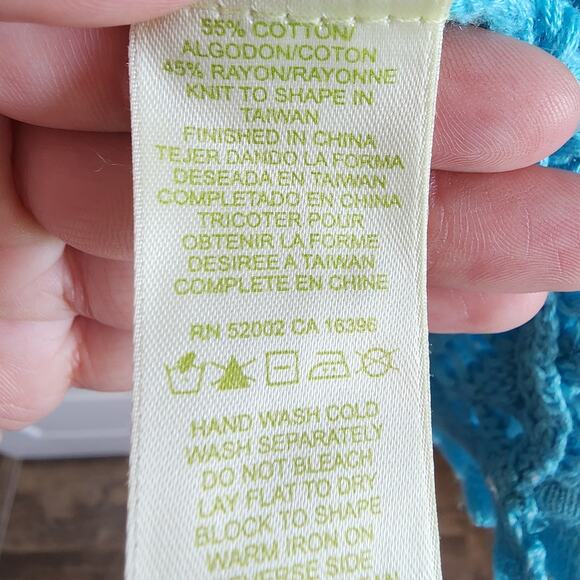 55% COTTON/
ALGODON/COTON
45% RAYON/RAYONNE
KNIT TO SHAPE IN
TAIWAN
FINISHED IN CHINA
TEJER DANDO LA FORMA
DESEADA EN TAIWAN
COMPLETADO EN CHINA
TRICOTER POUR
OBTENIR LA FORME
DESIREE A TAIWAN
COMPLETE EN CHINE
RN 52002 CA 16396
HAND WASH COLD
WASH SEPARATELY
DO NOT BLEACH
LAY FLAT TO DRY
BLOCK TO SHAPE
WARM IRON ON
SIDE